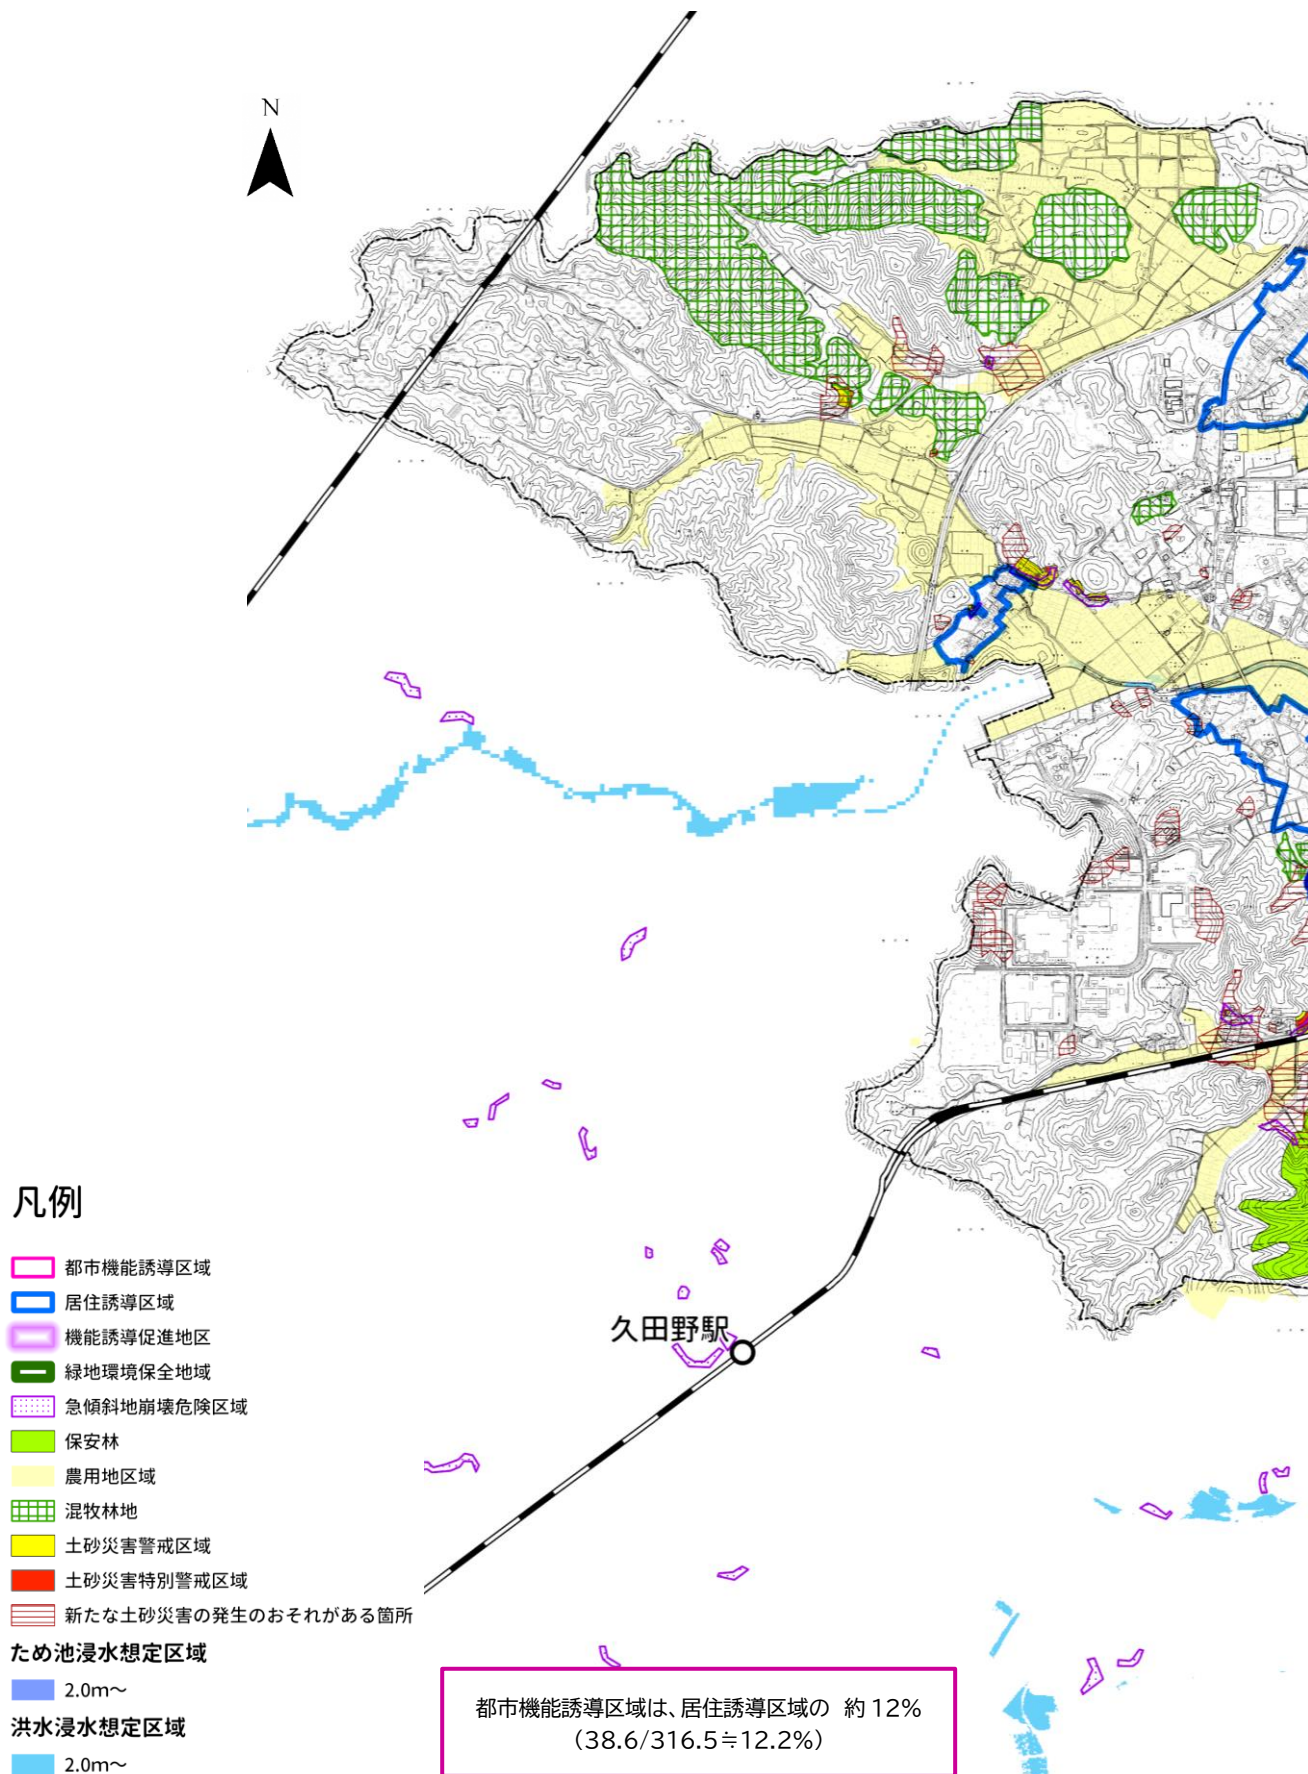 N
久田野駅
凡例
都市機能誘導区域
居住誘導区域
機能誘導促進地区
緑地環境保全地域
急傾斜地崩壊危険区域
保安林
農用地区域
混牧林地
土砂災害警戒区域
土砂災害特別警戒区域
新たな土砂災害の発生のおそれがある箇所
ため池浸水想定区域
2.0m～
洪水浸水想定区域
2.0m～
都市機能誘導区域は、居住誘導区域の 約12%
（38.6/316.5≒12.2%）